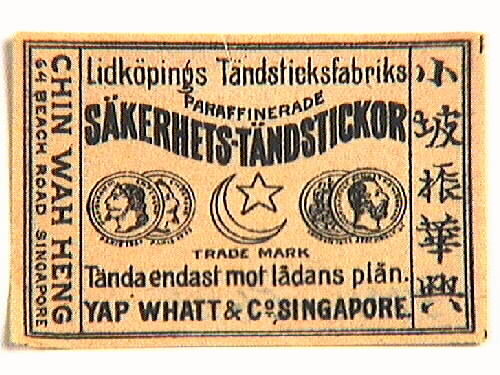 Lidköpings Tändsticksfabriks
PARAFFINERADE
SÄKERHETS-TÄNDSTICKOR
TRADE MARK
Tända endast mot lådans plån.
YAP WHATT & Co. SINGAPORE.
CHIN WAH HENG
64 BEACH ROAD SINGAPORE
小坡振華興